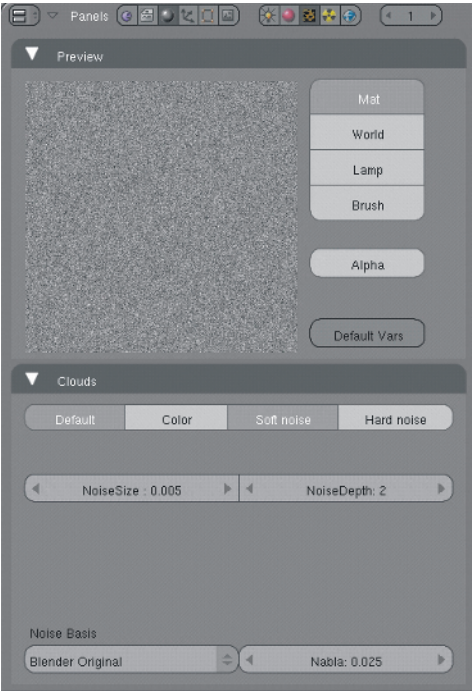 Panels 1
Preview
Mat
World
Lamp
Brush
Alpha
Default Vars
Clouds
Default Color Soft noise Hard noise
NoiseSize : 0.005 NoiseDepth: 2
Noise Basis
Blender Original Nabla: 0.025